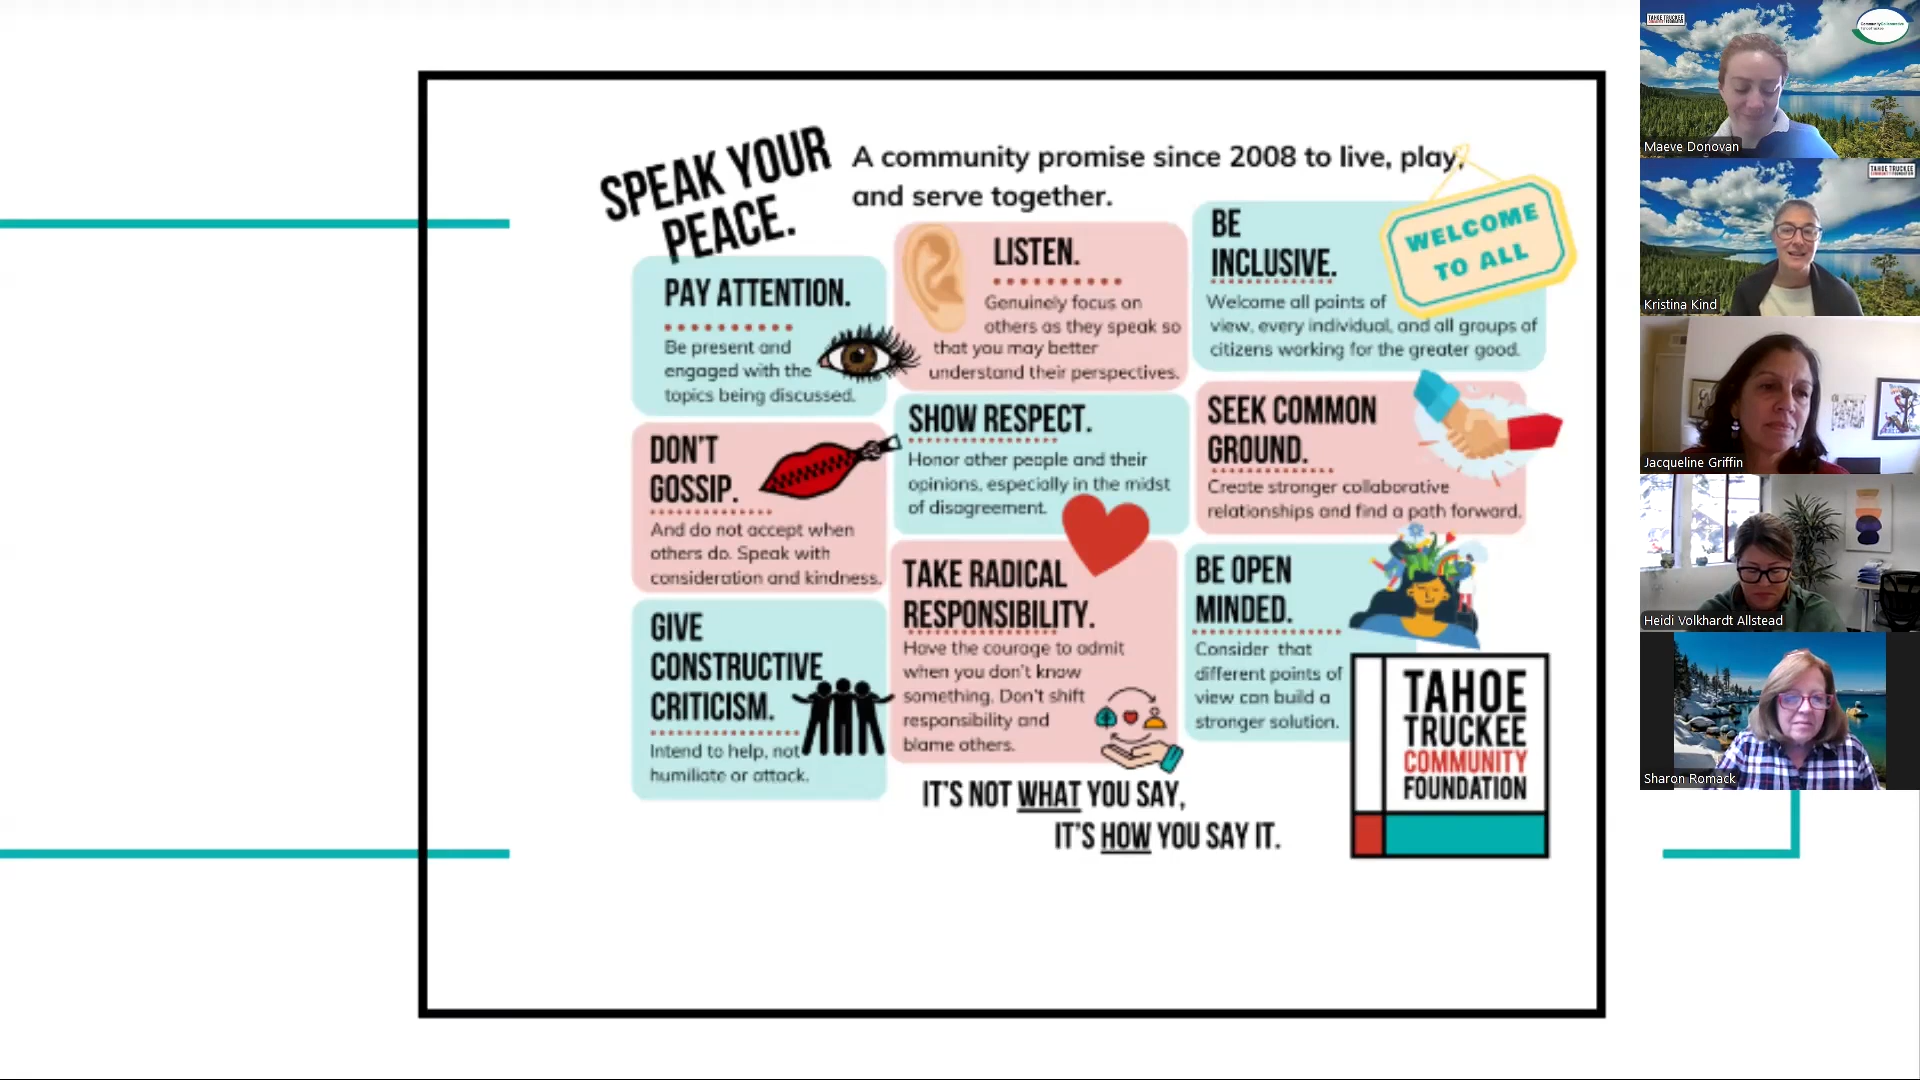 SPEAK YOUR
PEACE.
A community promise since 2008 to live, play,
and serve together.
PAY ATTENTION.
Be present and
engaged with the
topics being discussed.
DON'T
GOSSIP.
And do not accept when
others do. Speak with
consideration and kindness.
GIVE
CONSTRUCTIVE
CRITICISM.
Intend to help, not
humiliate or attack.
LISTEN.
Genuinely focus on
others as they speak so
that you may better
understand their perspectives.
SHOW RESPECT.
Honor other people and their
opinions, especially in the midst
of disagreement.
TAKE RADICAL
RESPONSIBILITY.
Have the courage to admit
when you don't know
something. Don't shift
responsibility and
blame others.
BE
INCLUSIVE.
Welcome all points of
view, every individual, and all groups of
citizens working for the greater good.
WELCOME
TO ALL
SEEK COMMON
GROUND.
Create stronger collaborative
relationships and find a path forward.
BE OPEN
MINDED.
Consider that
different points of
view can build a
stronger solution.
IT'S NOT WHAT YOU SAY,
IT'S HOW YOU SAY IT.
TAHOE
TRUCKEE
COMMUNITY
FOUNDATION
TAHOE TRUCKEE
COMMUNITY FOUNDATION
Maeve Donovan
TAHOE TRUCKEE
COMMUNITY FOUNDATION
Kristina Kind
Jacqueline Griffin
Heidi Volkhardt Allstead
Sharon Romack